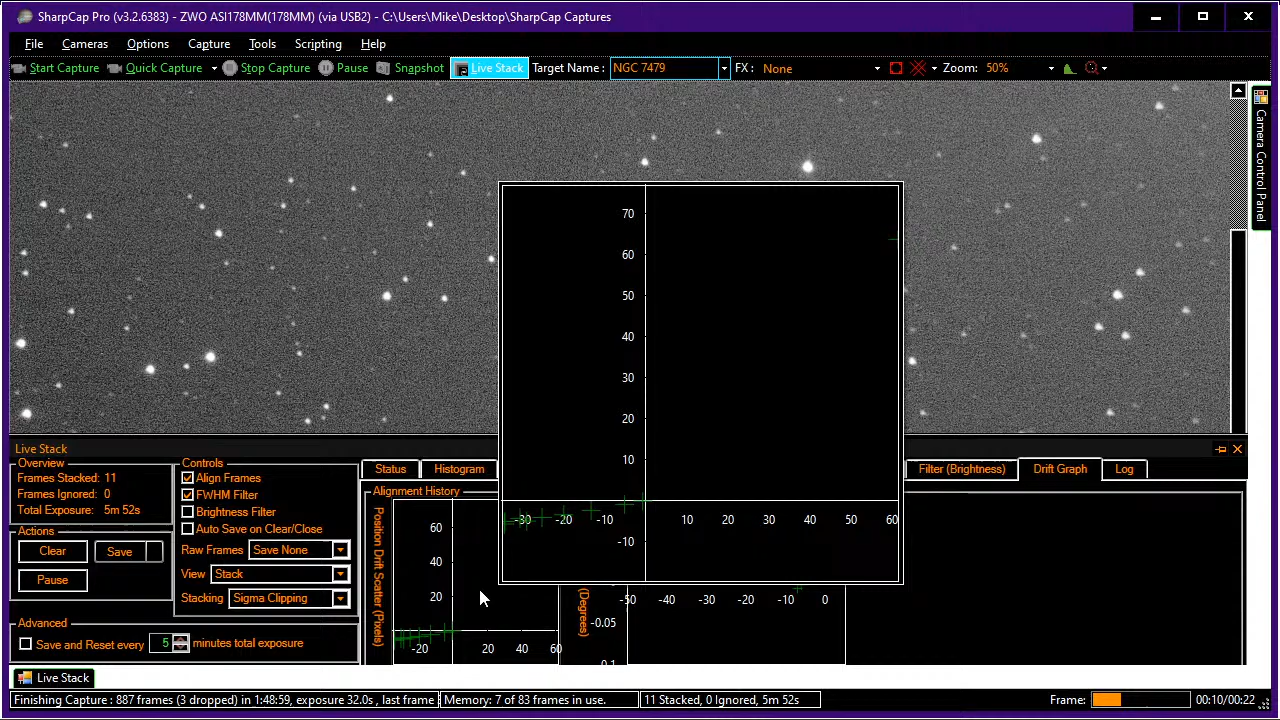 SharpCap Pro (v3.2.6383) - ZWO ASI178MM(178MM) (via USB2) - C:\Users\Mike\Desktop\SharpCap Captures
File Cameras Options Capture Tools Scripting Help
Start Capture Quick Capture Stop Capture Pause Snapshot Live Stack Target Name : NGC 7479 FX : None Zoom: 50%
Camera Control Panel
70
60
50
40
30
20
10
-30 -20 -10 10 20 30 40 50 60
-10
Live Stack
Overview
Frames Stacked: 11
Frames Ignored: 0
Total Exposure: 5m 52s
Actions
Clear Save
Pause
Controls
Align Frames
FWHM Filter
Brightness Filter
Auto Save on Clear/Close
Raw Frames Save None
View Stack
Stacking Sigma Clipping
Advanced
Save and Reset every 5 minutes total exposure
Status Histogram Filter (Brightness) Drift Graph Log
Alignment History
Position Drift Scatter (Pixels)
60
40
20
-20 20 40 60
(Degrees)
-50 -40 -30 -20 -10 0
-0.05
-0.1
Live Stack
Finishing Capture : 887 frames (3 dropped) in 1:48:59, exposure 32.0s , last frame Memory: 7 of 83 frames in use. 11 Stacked, 0 Ignored, 5m 52s Frame: 00:10/00:22